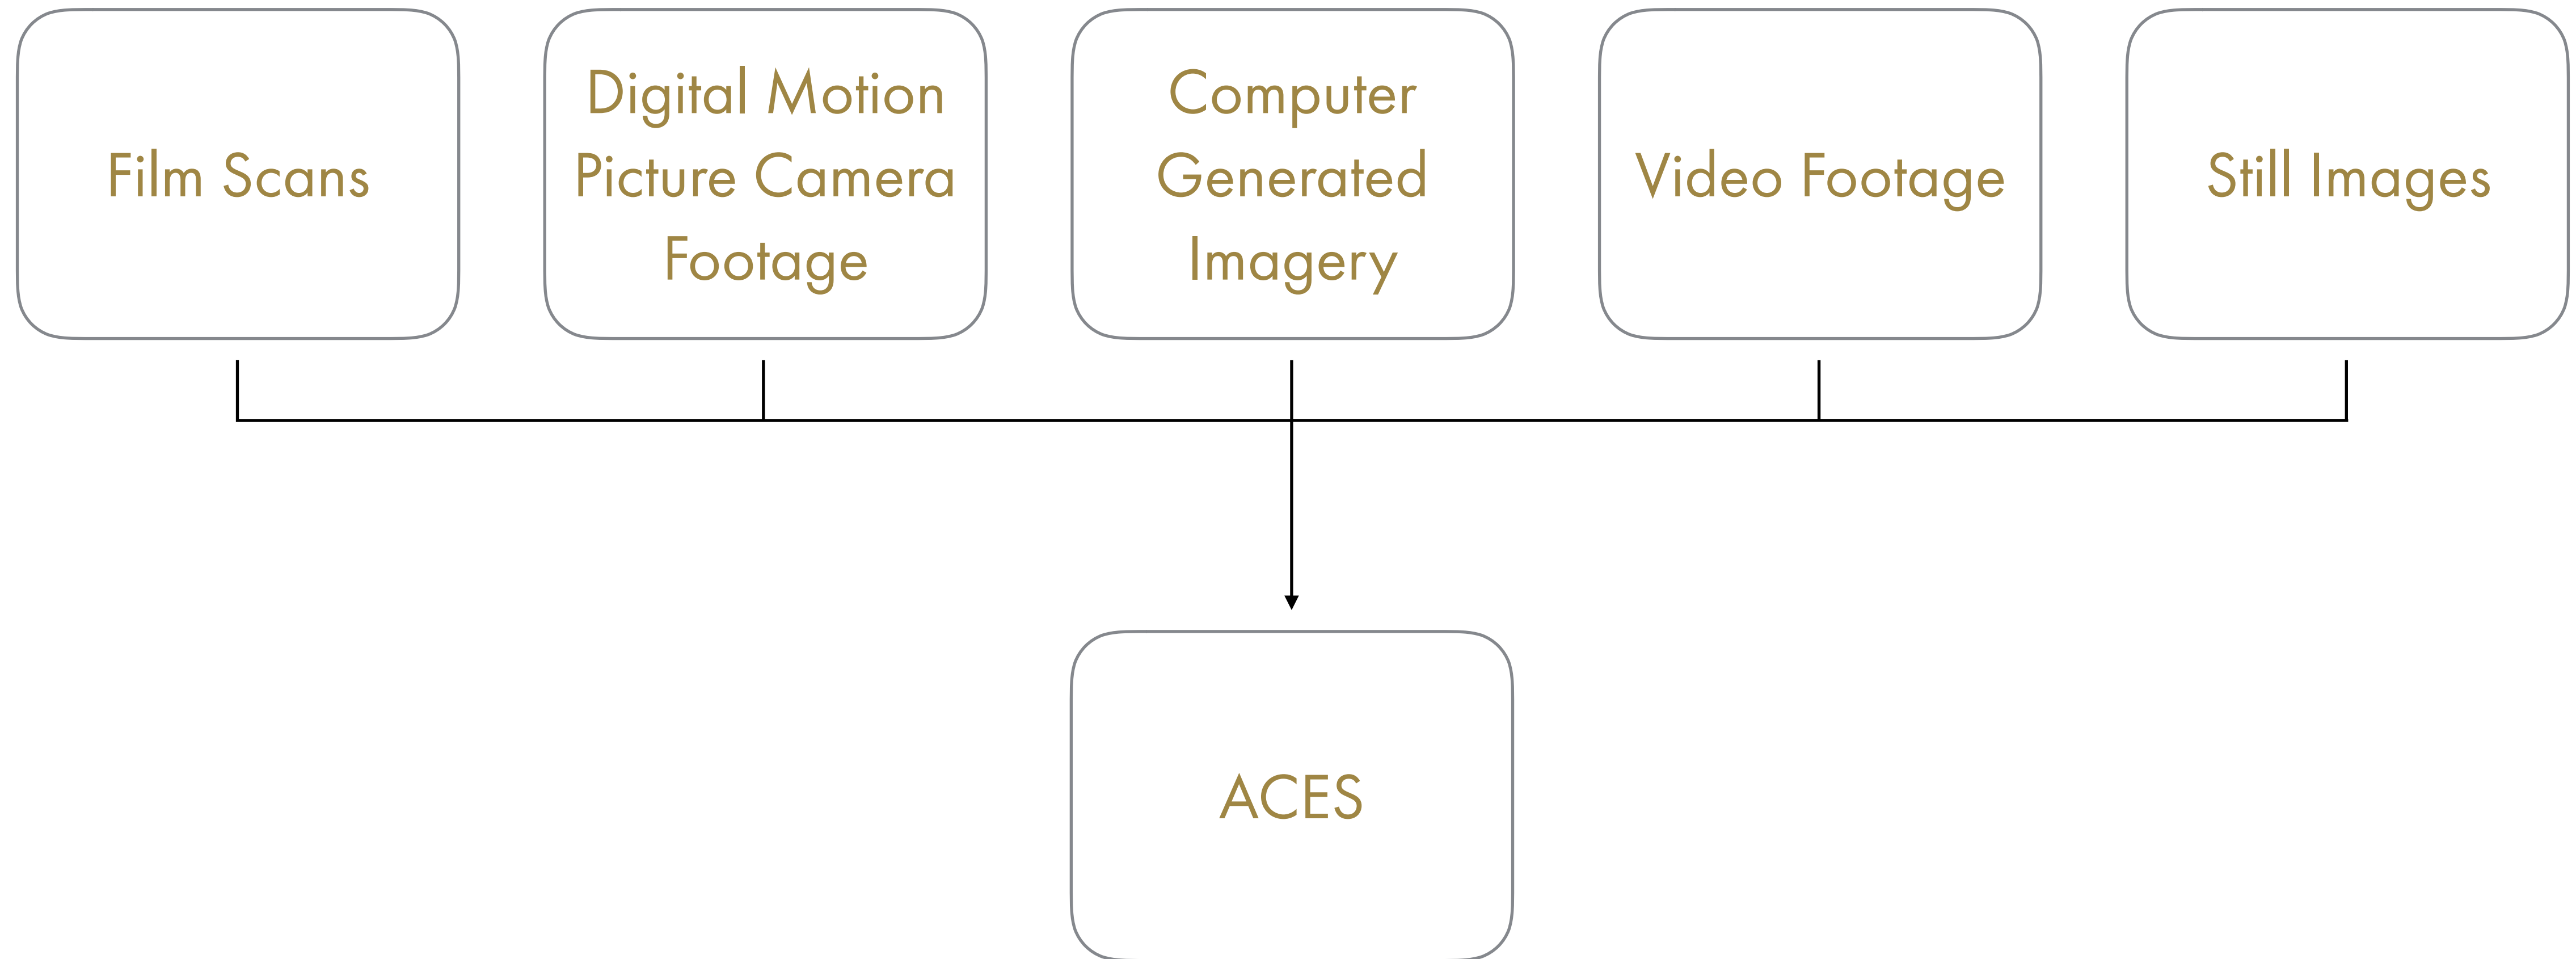 Film Scans
Digital Motion
Picture Camera
Footage
Computer
Generated
Imagery
Video Footage
Still Images
ACES